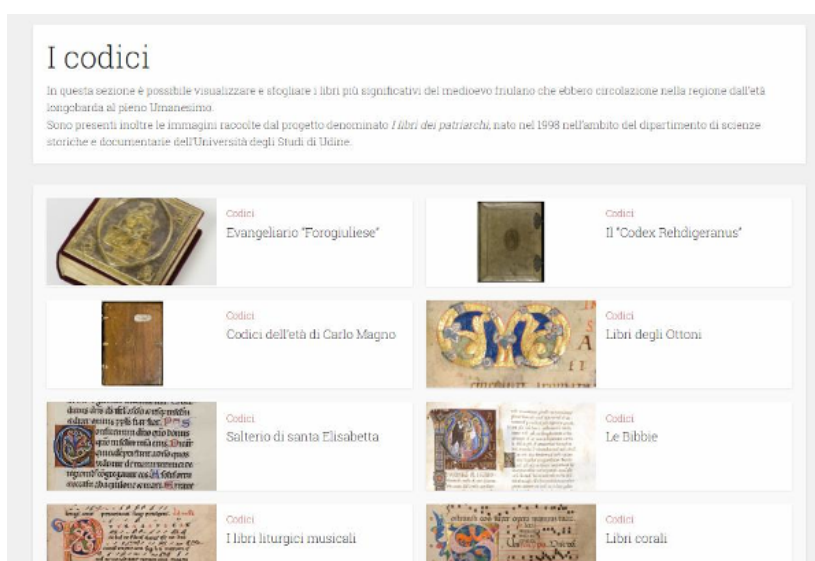 I codici
In questa sezione è possibile visualizzare e sfogliare i libri più significativi del medioevo friulano che ebbero circolazione nella regione dall'età
longobarda al pieno Umanesimo.
Sono presenti inoltre le immagini raccolte dal progetto denominato I libri dei patriarchi, nato nel 1998 nell'ambito del dipartimento di scienze
storiche e documentarie dell'Università degli Studi di Udine.
Codici
Evangeliario "Forogiuliese"
Codici
Il "Codex Rehdigeranus"
Codici
Codici dell'età di Carlo Magno
Codici
Libri degli Ottoni
Codici
Salterio di santa Elisabetta
Codici
Le Bibbie
Codici
I libri liturgici musicali
Codici
Libri corali